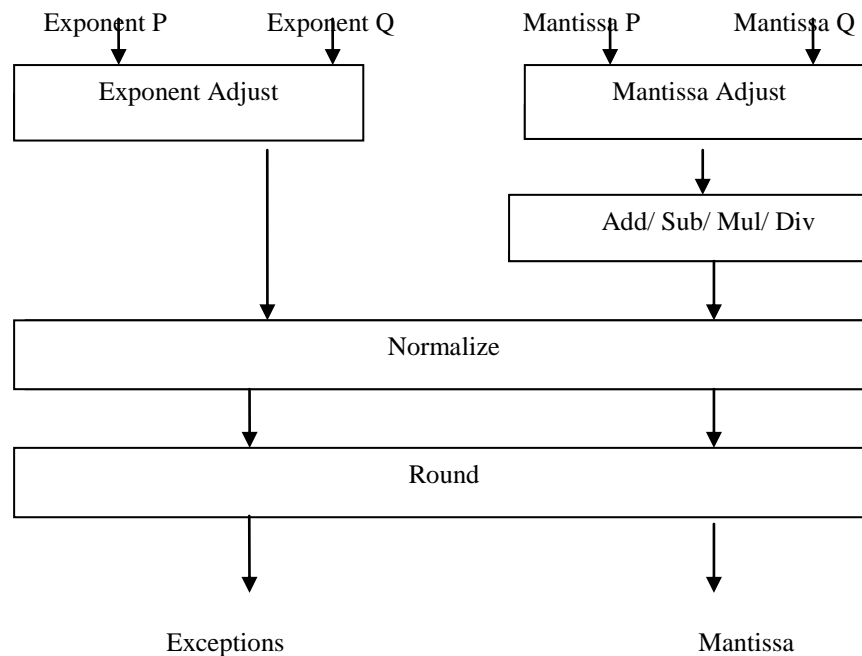 Exponent P Exponent Q Mantissa P Mantissa Q
Exponent Adjust Mantissa Adjust
Add/ Sub/ Mul/ Div
Normalize
Round
Exceptions Mantissa